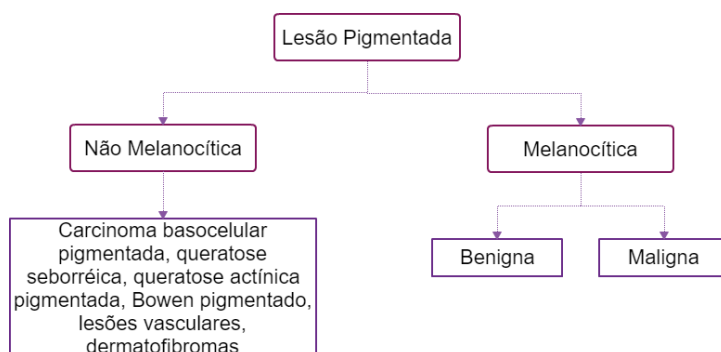 Lesão Pigmentada
Não Melanocítica
Melanocítica
Carcinoma basocelular
pigmentada, queratose
seborréica, queratose actínica
pigmentada, Bowen pigmentado,
lesões vasculares,
dermatofibromas
Benigna
Maligna